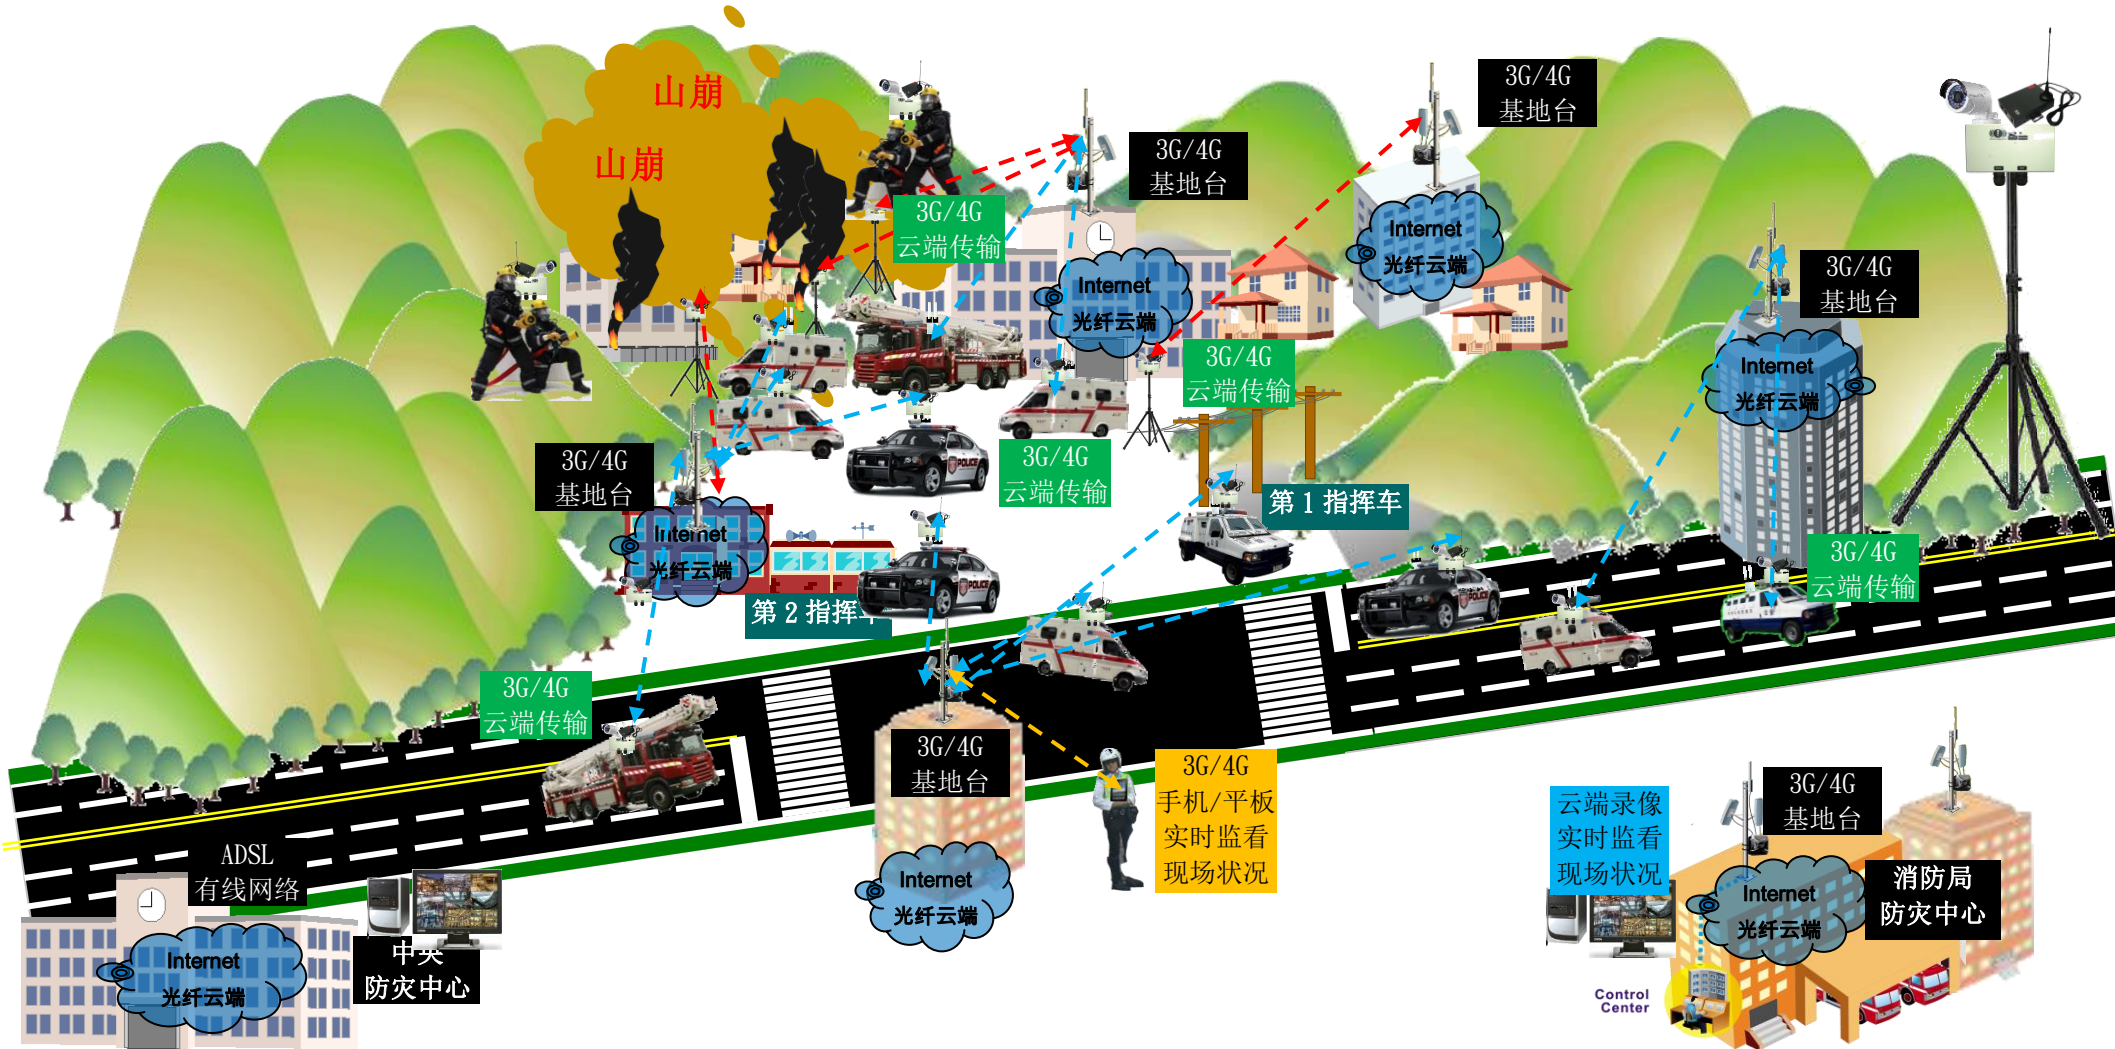 山崩
山崩
3G/4G
基地台
3G/4G
基地台
3G/4G
云端传输
Internet
光纤云端
Internet
光纤云端
3G/4G
基地台
Internet
光纤云端
3G/4G
云端传输
3G/4G
基地台
3G/4G
云端传输
POLICE
第1指挥车
Internet
光纤云端
3G/4G
云端传输
POLICE
POLICE
第2指挥车
3G/4G
云端传输
3G/4G
基地台
3G/4G
手机/平板
实时监看
现场状况
Internet
光纤云端
云端录像
实时监看
现场状况
3G/4G
基地台
Internet
光纤云端
消防局
防灾中心
Control
Center
ADSL
有线网络
Internet
光纤云端
中央
防灾中心